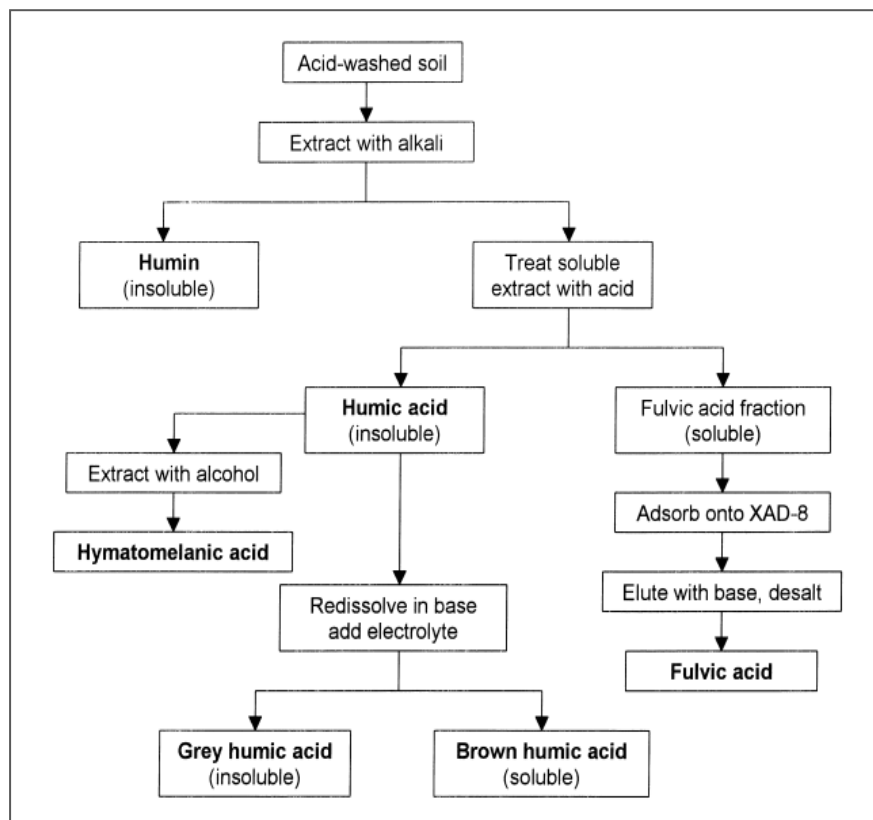 Acid-washed soil
Extract with alkali
Humin
(insoluble)
Treat soluble
extract with acid
Humic acid
(insoluble)
Fulvic acid fraction
(soluble)
Extract with alcohol
Adsorb onto XAD-8
Hymatomelanic acid
Redissolve in base
add electrolyte
Elute with base, desalt
Fulvic acid
Grey humic acid
(insoluble)
Brown humic acid
(soluble)